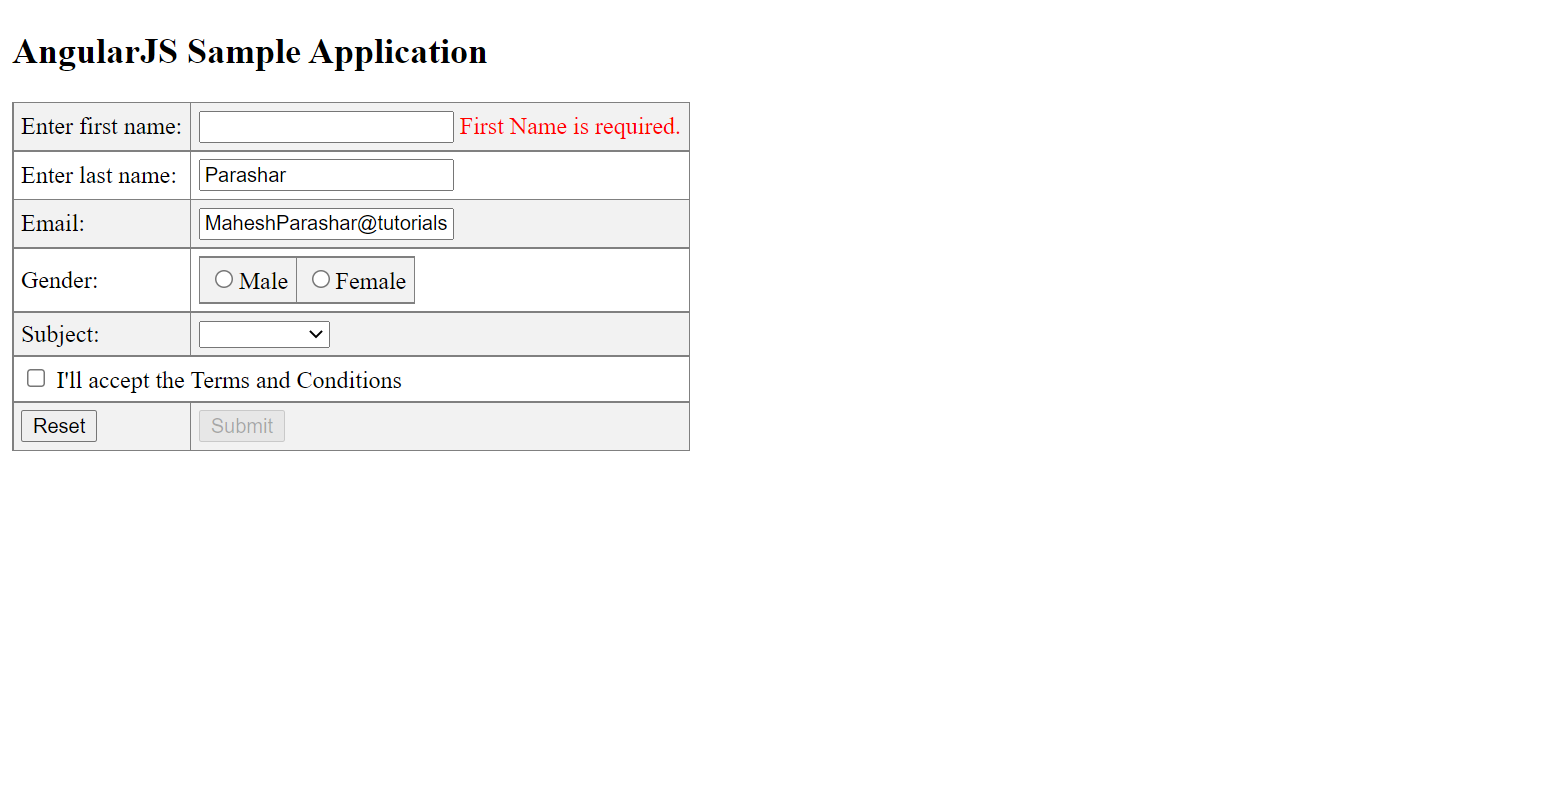 AngularJS Sample Application
Enter first name: First Name is required.
Enter last name: Parashar
Email: MaheshParashar@tutorials
Gender: Male Female
Subject:
I'll accept the Terms and Conditions
Reset Submit